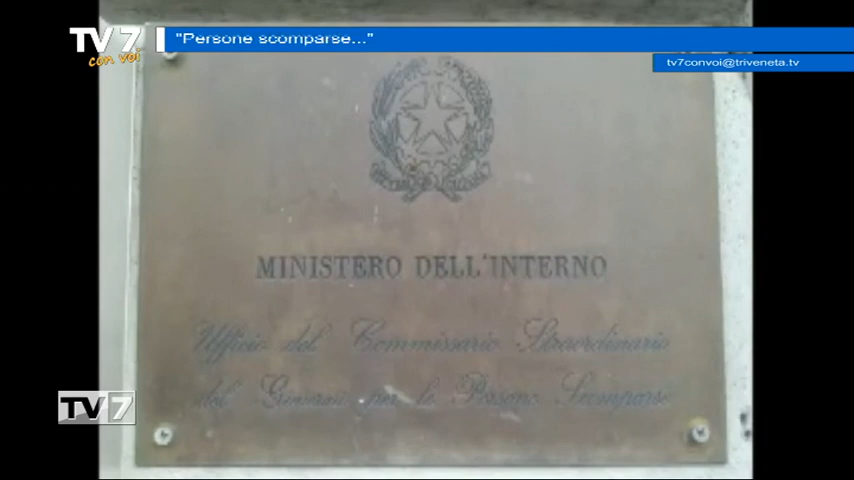 TV7 "Persone scomparse..."
con voi
tv7convoi@triveneta.tv
MINISTERO DELL'INTERNO
Ufficio del Commissario Straordinario
del Governo per le Persone Scomparse
TV7